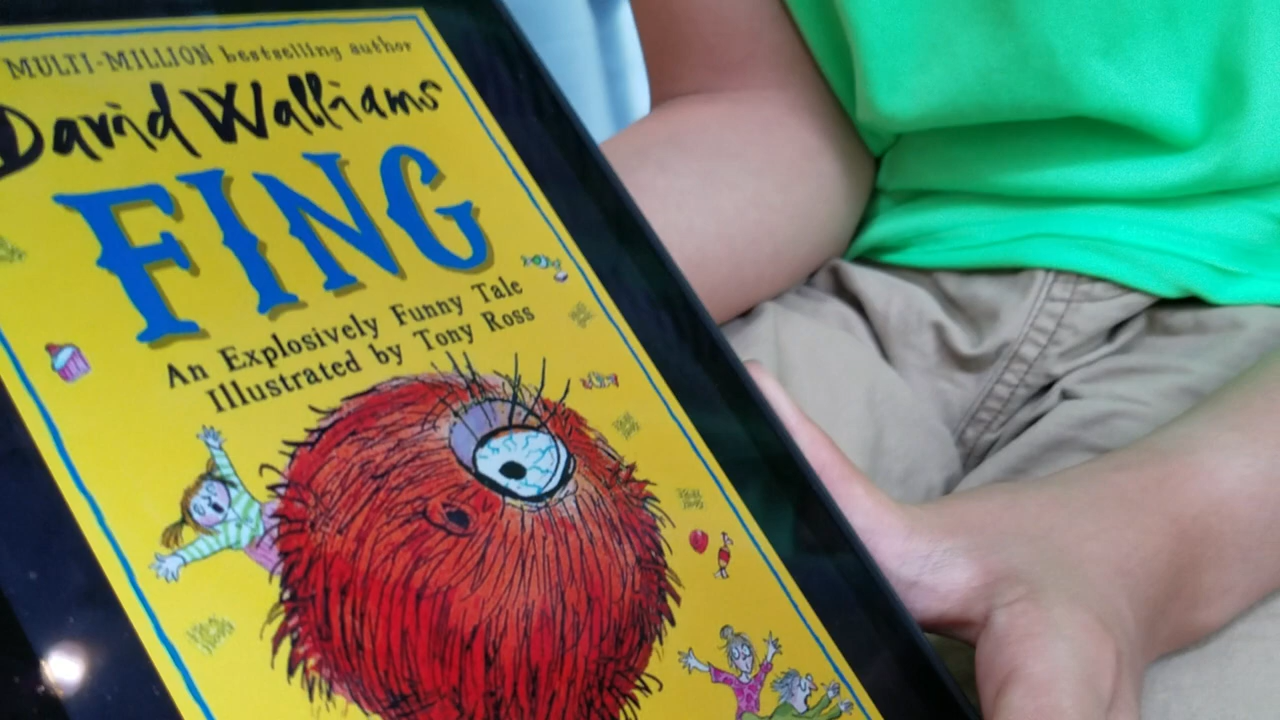 MULTI-MILLION bestselling author
David Walliams
FING
An Explosively Funny Tale
Illustrated by Tony Ross